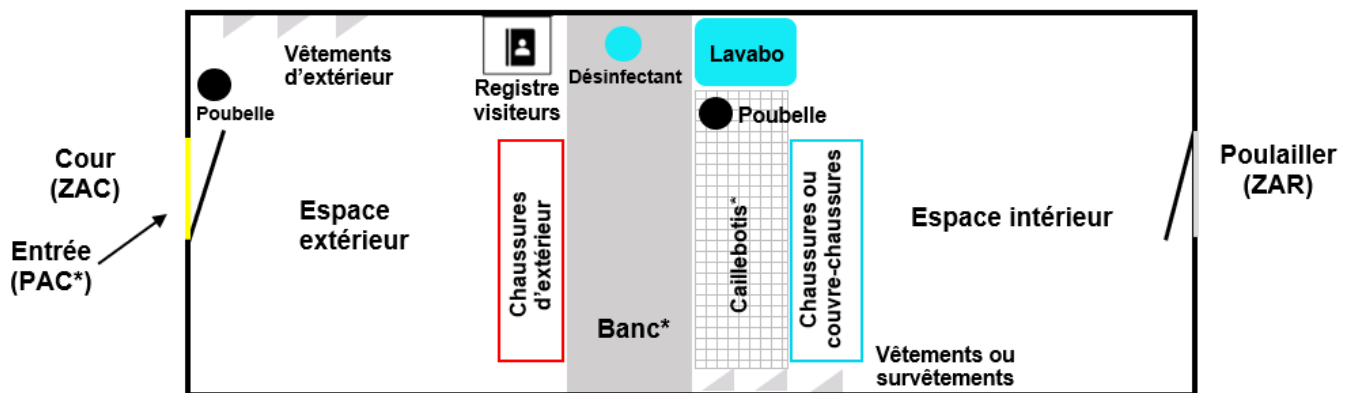 Vêtements
d'extérieur
Poubelle
Registre
visiteurs
Désinfectant
Lavabo
Poubelle
Cour
(ZAC)
Entrée
(PAC*)
Espace
extérieur
Chaussures
d'extérieur
Banc*
Caillebotis*
Chaussures ou
couvre-chaussures
Espace intérieur
Vêtements ou
survêtements
Poulailler
(ZAR)